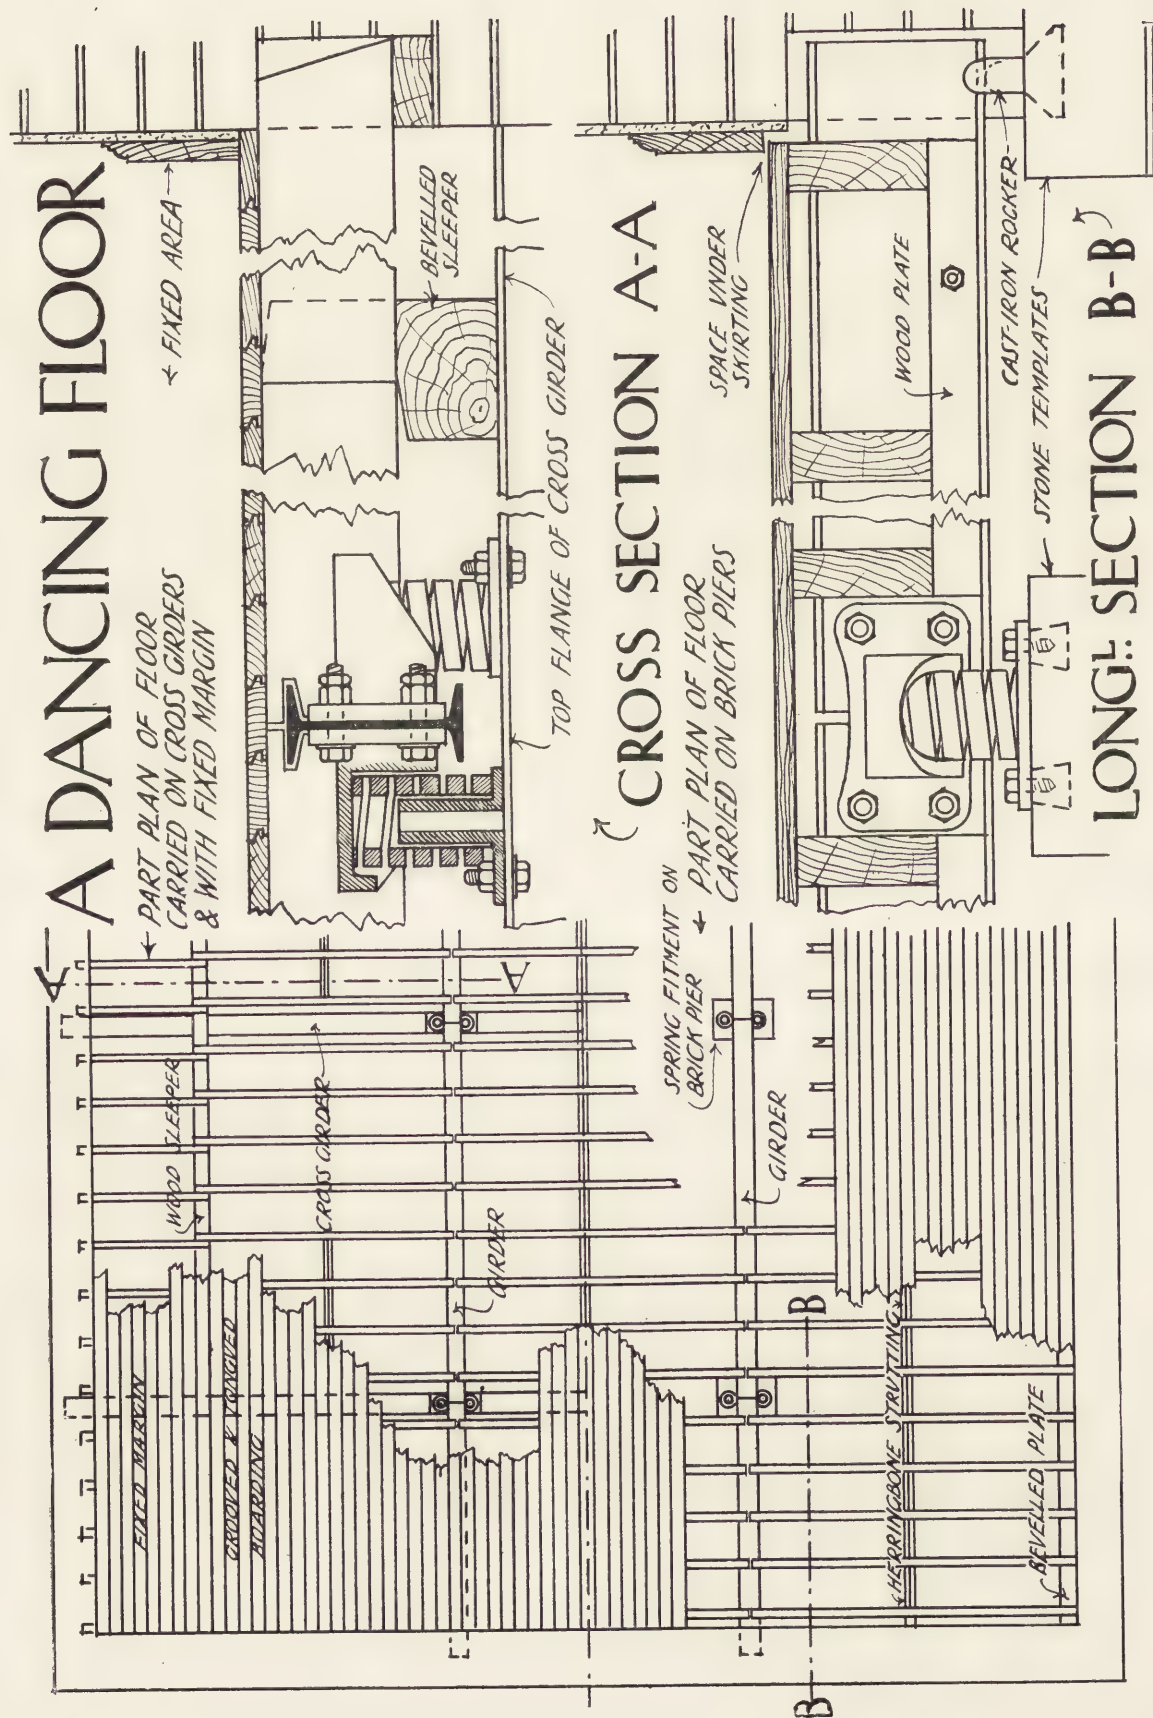 A DANCING FLOOR
PART PLAN OF FLOOR
CARRIED ON CROSS GIRDERS
& WITH FIXED MARGIN
FIXED AREA
BEVELLED
SLEEPER
TOP FLANGE OF CROSS GIRDER
CROSS SECTION A-A
SPACE UNDER
SKIRTING
WOOD PLATE
CAST-IRON ROCKER
STONE TEMPLATES
LONGL: SECTION B-B
SPRING FITMENT ON
BRICK PIER
PART PLAN OF FLOOR
CARRIED ON BRICK PIERS
A
A
WOOD SLEEPER
CROSS GIRDER
GIRDER
GIRDER
FIXED MARGIN
GROOVED & TONGUED
BOARDING
B
B
HERRINGBONE STRUTTING
BEVELLED PLATE